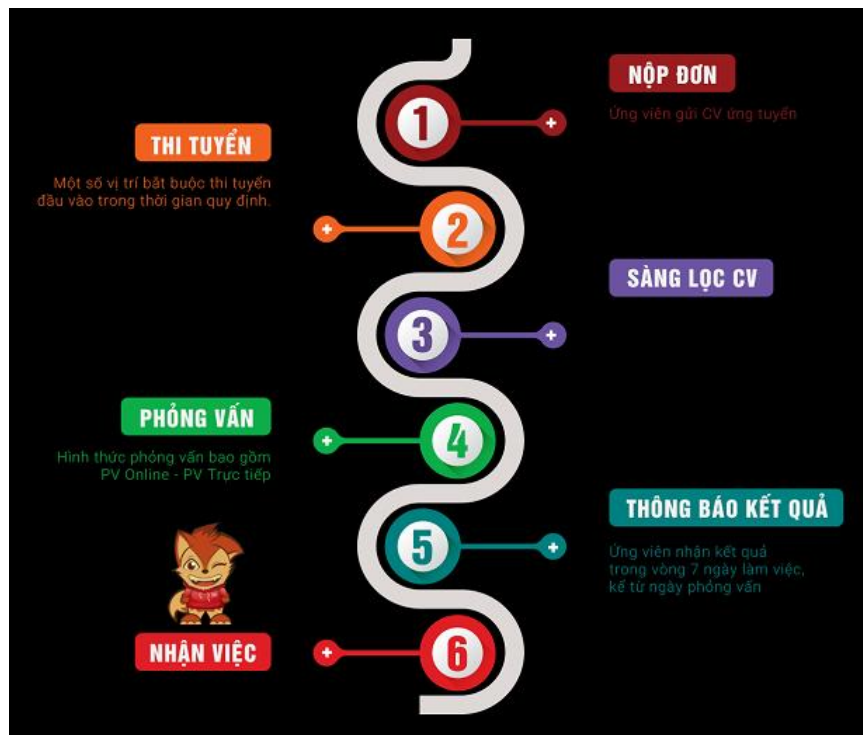 1
NỘP ĐƠN
Ứng viên gửi CV ứng tuyển
THI TUYỂN
Một số vị trí bắt buộc thi tuyển
đầu vào trong thời gian quy định.
2
SÀNG LỌC CV
3
PHỎNG VẤN
Hình thức phỏng vấn bao gồm
PV Online - PV Trực tiếp
4
THÔNG BÁO KẾT QUẢ
Ứng viên nhận kết quả
trong vòng 7 ngày làm việc,
kể từ ngày phỏng vấn
5
NHẬN VIỆC
6